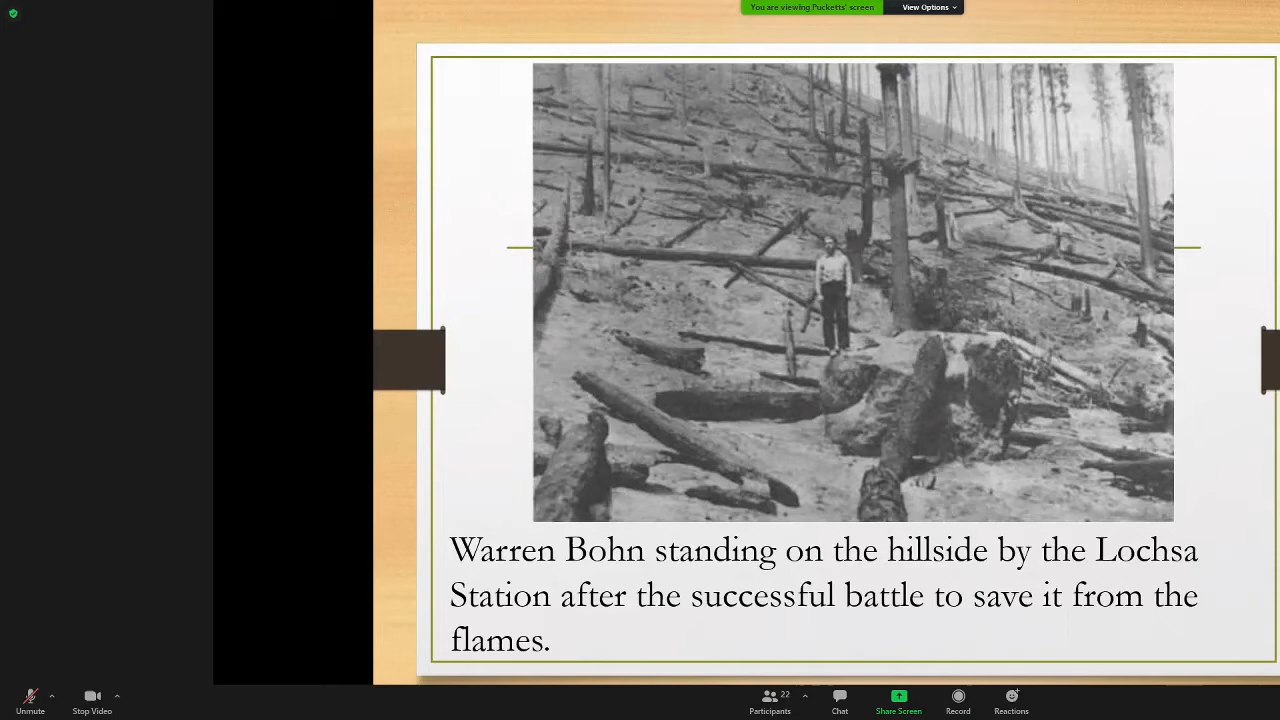 You are viewing Pucketts' screen
View Options
Warren Bohn standing on the hillside by the Lochsa
Station after the successful battle to save it from the
flames.
Unmute
Stop Video
22
Participants
Chat
Share Screen
Record
Reactions